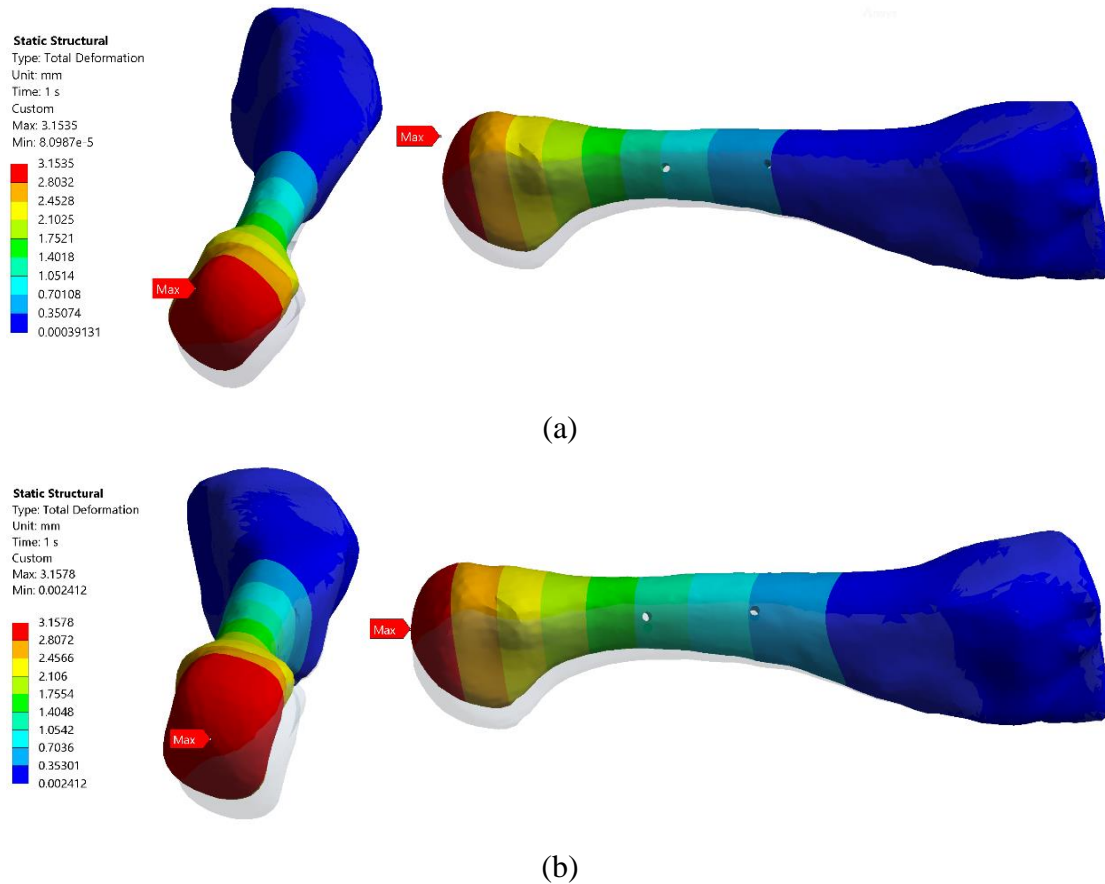 Static Structural
Type: Total Deformation
Unit: mm
Time: 1 s
Custom
Max: 3.1535
Min: 8.0987e-5
3.1535
2.8032
2.4528
2.1025
1.7521
1.4018
1.0514
0.70108
0.35074
0.00039131
Max
Max
(a)
Static Structural
Type: Total Deformation
Unit: mm
Time: 1 s
Custom
Max: 3.1578
Min: 0.002412
3.1578
2.8072
2.4566
2.106
1.7554
1.4048
1.0542
0.7036
0.35301
0.002412
Max
Max
(b)